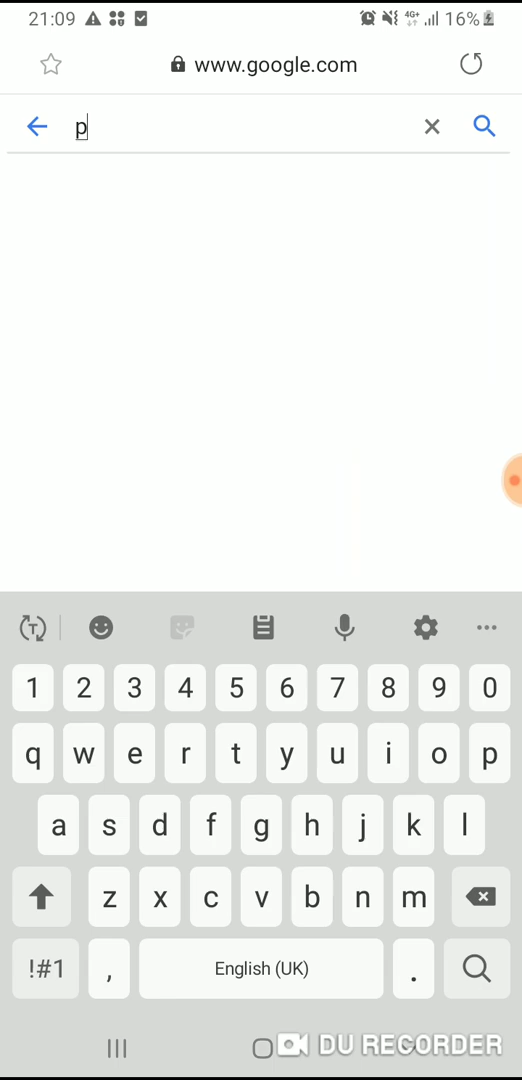 21:09 4G+ 16%
www.google.com
p
T
1 2 3 4 5 6 7 8 9 0
q w e r t y u i o p
a s d f g h j k l
z x c v b n m
!#1 , English (UK) .
DU RECORDER